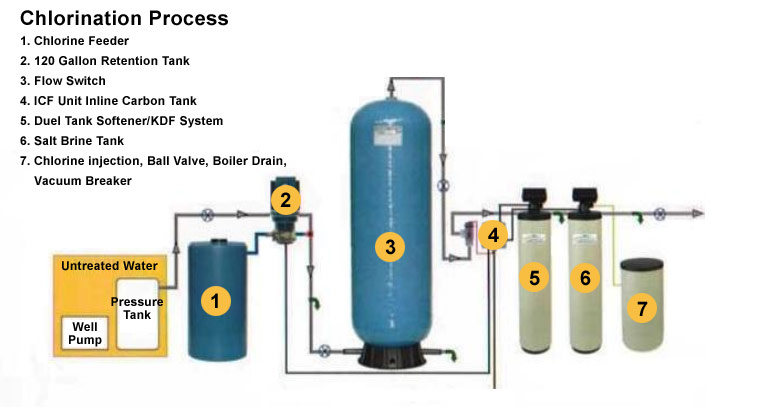 Chlorination Process
1. Chlorine Feeder
2. 120 Gallon Retention Tank
3. Flow Switch
4. ICF Unit Inline Carbon Tank
5. Duel Tank Softener/KDF System
6. Salt Brine Tank
7. Chlorine injection, Ball Valve, Boiler Drain,
Vacuum Breaker
Untreated Water
Pressure
Tank
Well
Pump
1
2
3
4
5
6
7